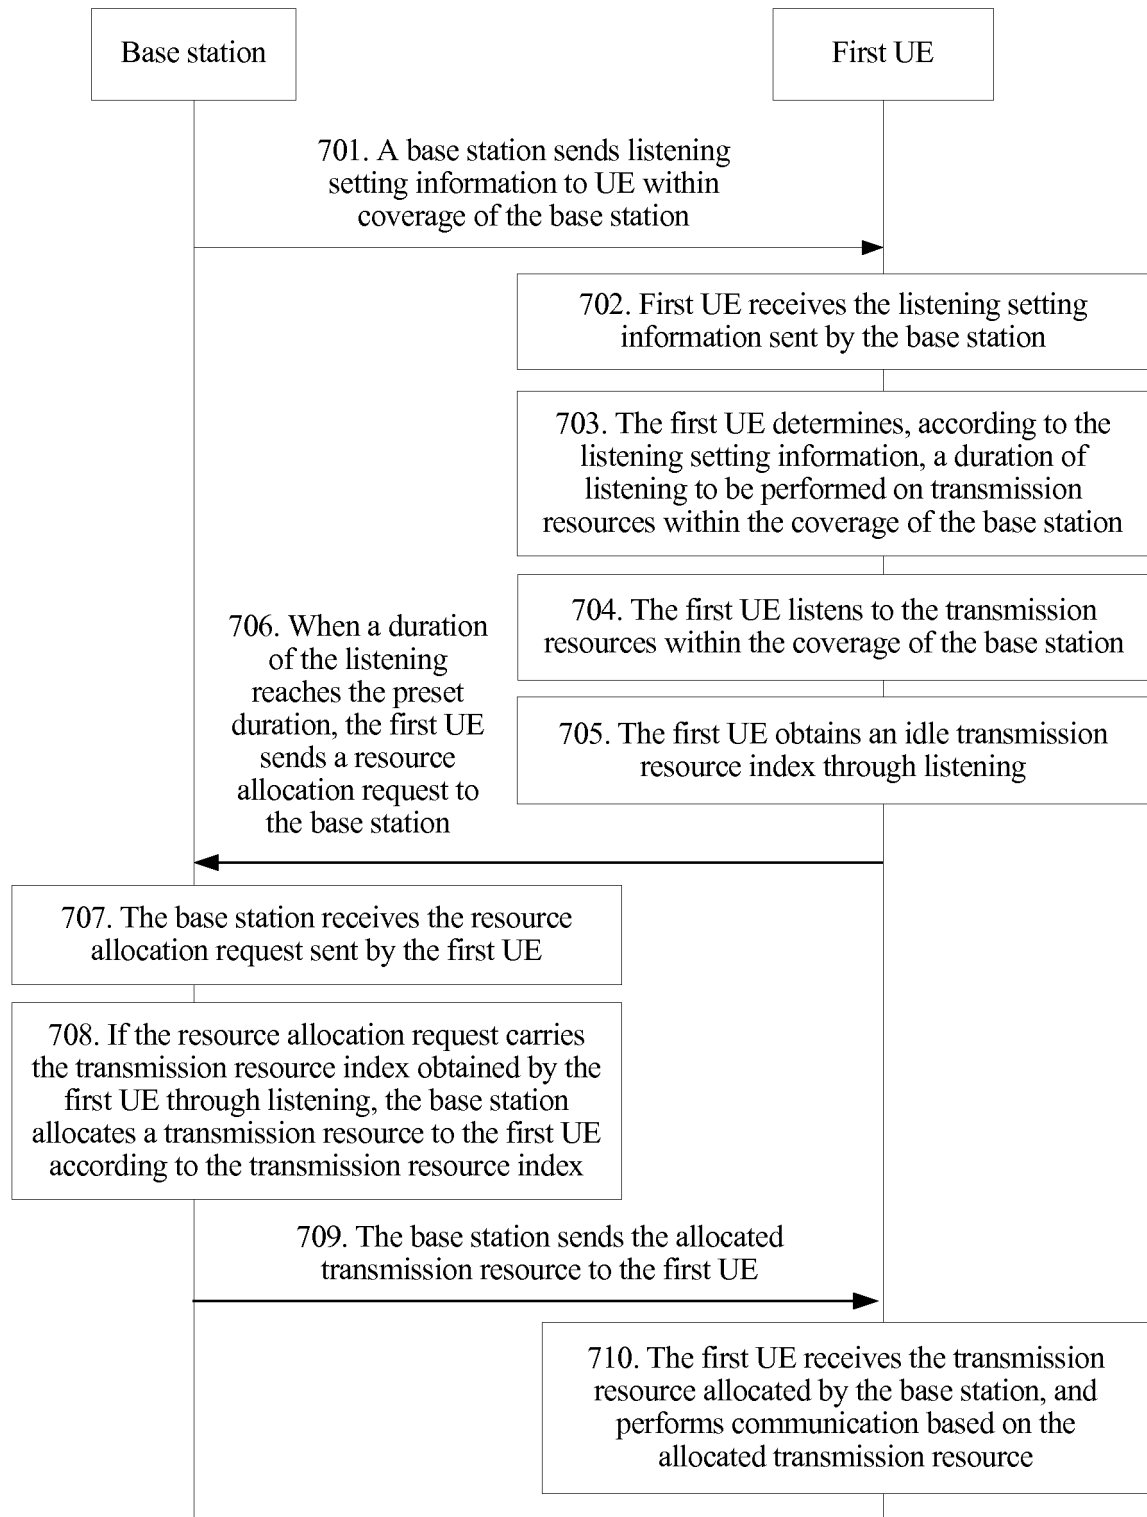 Base station
First UE
701. A base station sends listening
setting information to UE within
coverage of the base station
702. First UE receives the listening setting
information sent by the base station
703. The first UE determines, according to the
listening setting information, a duration of
listening to be performed on transmission
resources within the coverage of the base station
704. The first UE listens to the transmission
resources within the coverage of the base station
705. The first UE obtains an idle transmission
resource index through listening
706. When a duration
of the listening
reaches the preset
duration, the first UE
sends a resource
allocation request to
the base station
707. The base station receives the resource
allocation request sent by the first UE
708. If the resource allocation request carries
the transmission resource index obtained by the
first UE through listening, the base station
allocates a transmission resource to the first UE
according to the transmission resource index
709. The base station sends the allocated
transmission resource to the first UE
710. The first UE receives the transmission
resource allocated by the base station, and
performs communication based on the
allocated transmission resource